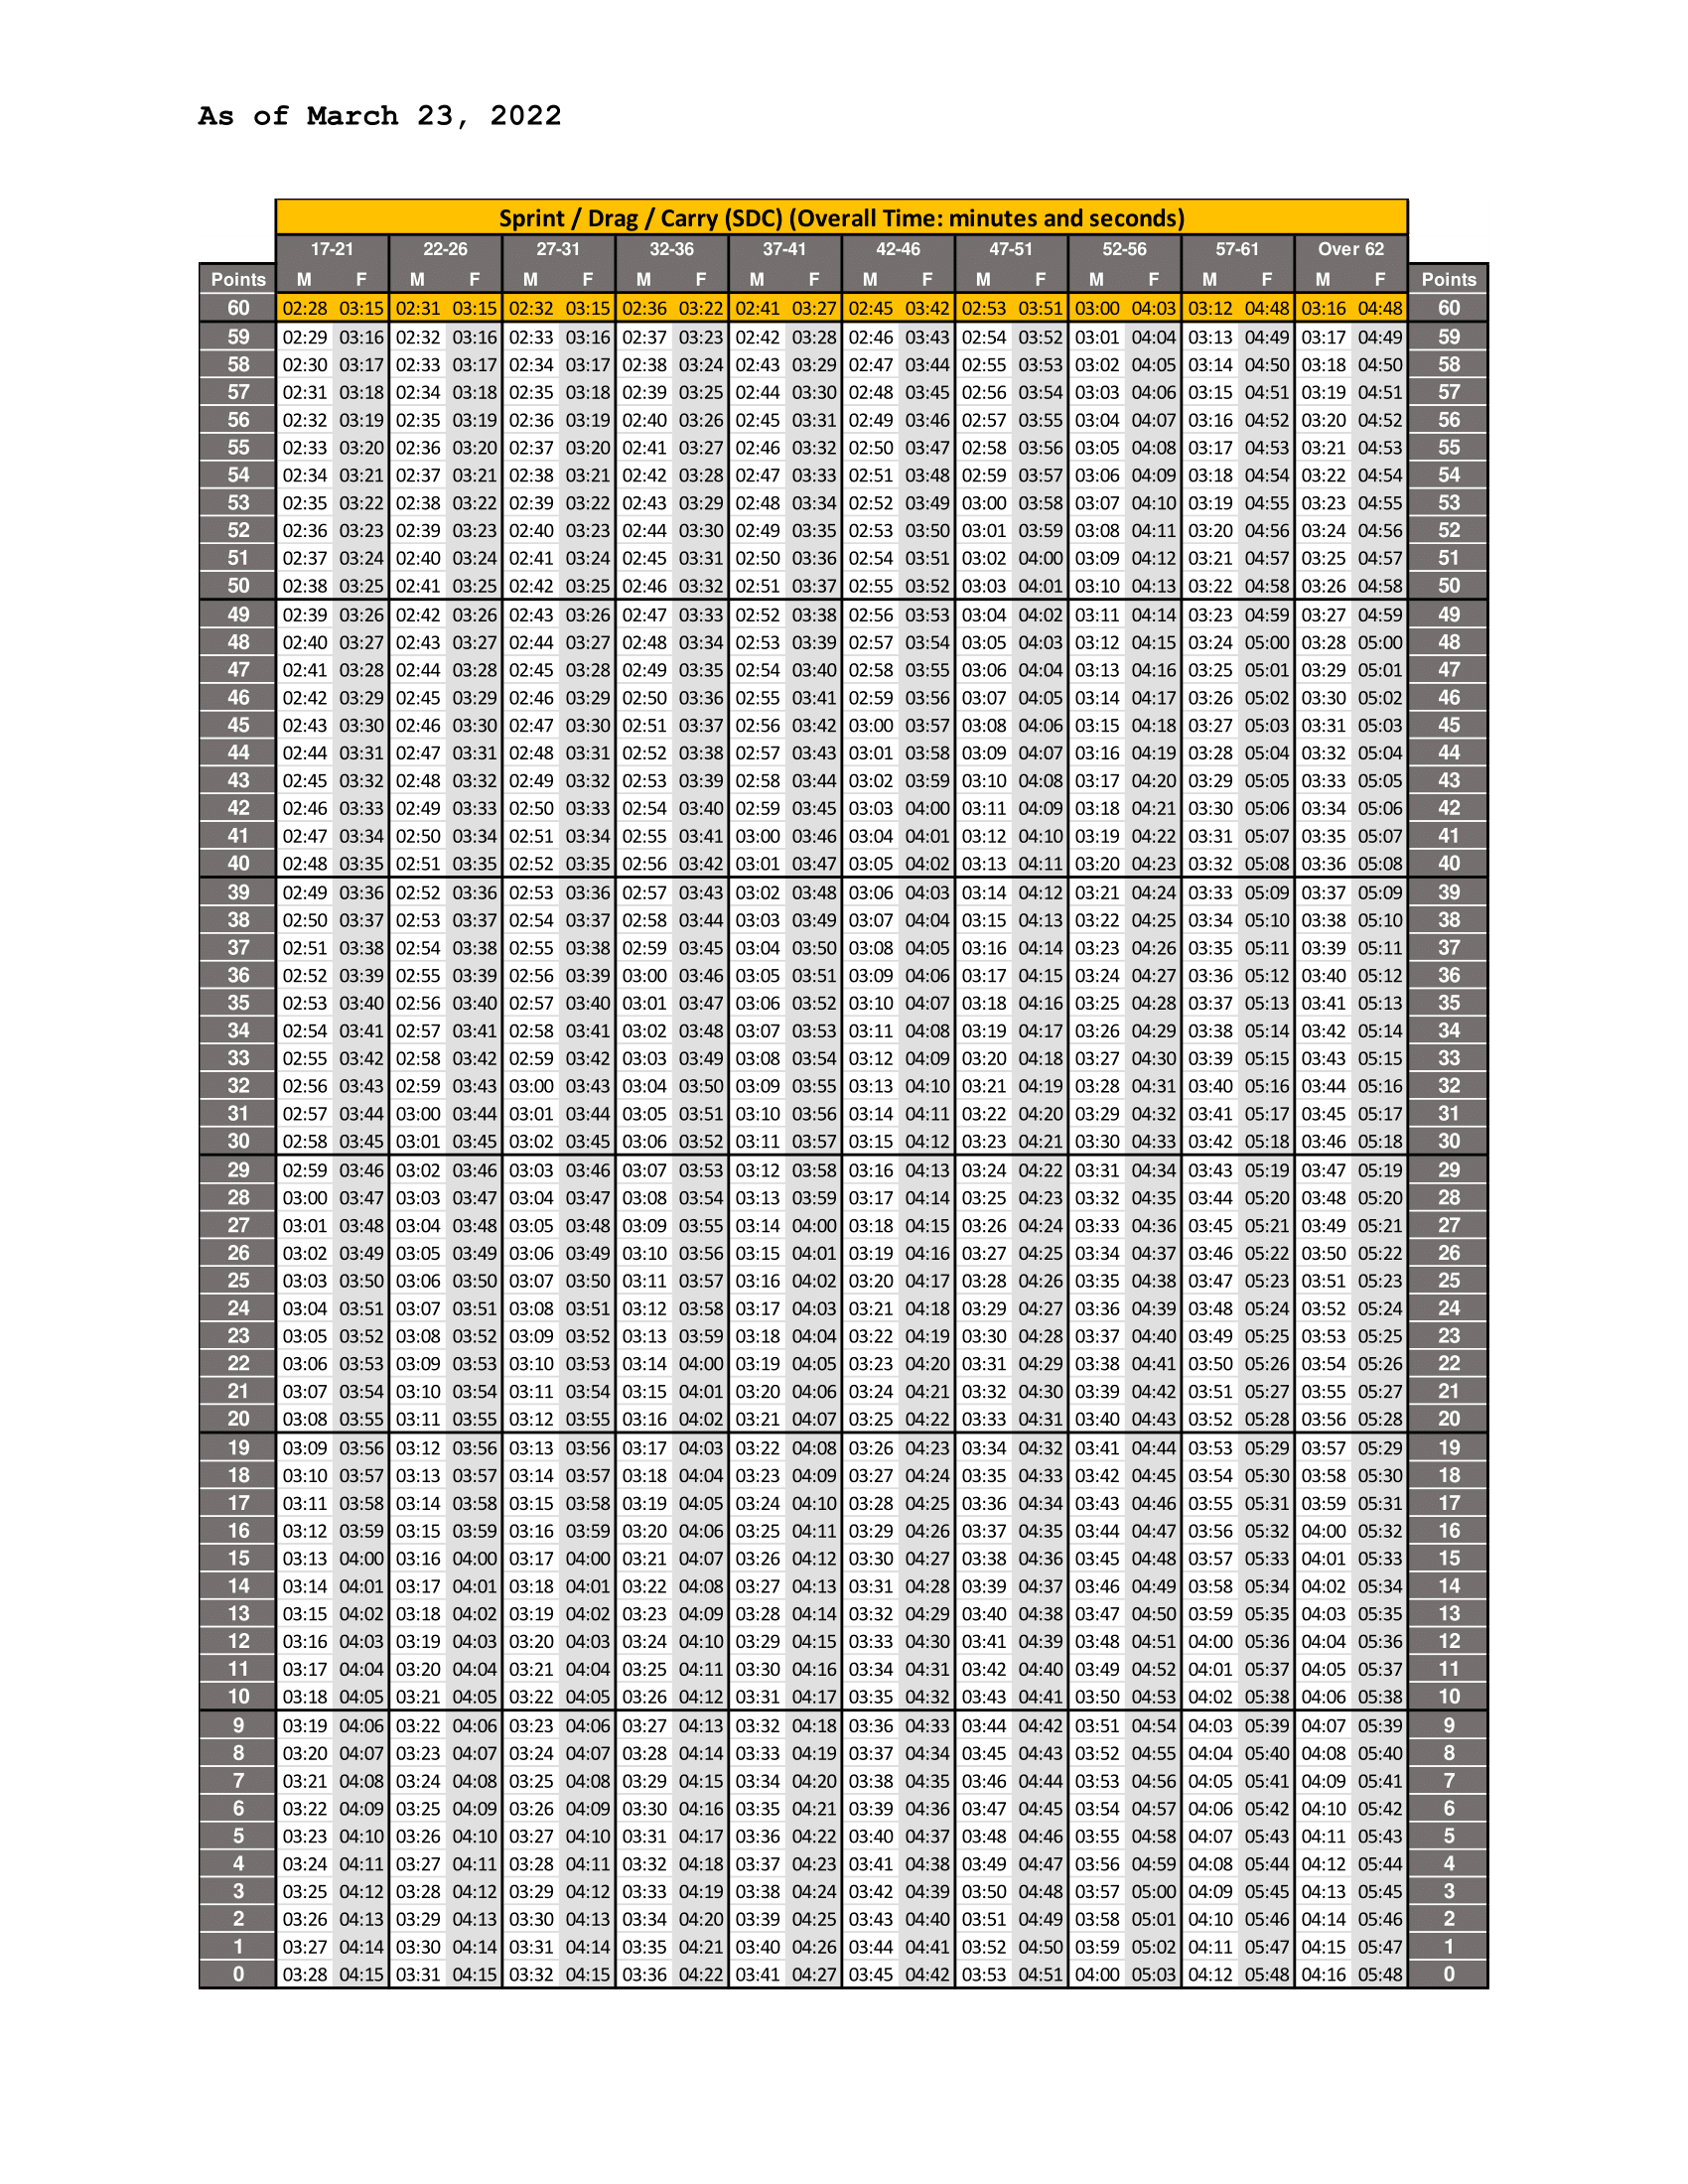 As of March 23, 2022
Sprint / Drag / Carry (SDC) (Overall Time: minutes and seconds)
17-21 22-26 27-31 32-36 37-41 42-46 47-51 52-56 57-61 Over 62
Points M F M F M F M F M F M F M F M F M F M F Points
60 02:28 03:15 02:31 03:15 02:32 03:15 02:36 03:22 02:41 03:27 02:45 03:42 02:53 03:51 03:00 04:03 03:12 04:48 03:16 04:48 60
59 02:29 03:16 02:32 03:16 02:33 03:16 02:37 03:23 02:42 03:28 02:46 03:43 02:54 03:52 03:01 04:04 03:13 04:49 03:17 04:49 59
58 02:30 03:17 02:33 03:17 02:34 03:17 02:38 03:24 02:43 03:29 02:47 03:44 02:55 03:53 03:02 04:05 03:14 04:50 03:18 04:50 58
57 02:31 03:18 02:34 03:18 02:35 03:18 02:39 03:25 02:44 03:30 02:48 03:45 02:56 03:54 03:03 04:06 03:15 04:51 03:19 04:51 57
56 02:32 03:19 02:35 03:19 02:36 03:19 02:40 03:26 02:45 03:31 02:49 03:46 02:57 03:55 03:04 04:07 03:16 04:52 03:20 04:52 56
55 02:33 03:20 02:36 03:20 02:37 03:20 02:41 03:27 02:46 03:32 02:50 03:47 02:58 03:56 03:05 04:08 03:17 04:53 03:21 04:53 55
54 02:34 03:21 02:37 03:21 02:38 03:21 02:42 03:28 02:47 03:33 02:51 03:48 02:59 03:57 03:06 04:09 03:18 04:54 03:22 04:54 54
53 02:35 03:22 02:38 03:22 02:39 03:22 02:43 03:29 02:48 03:34 02:52 03:49 03:00 03:58 03:07 04:10 03:19 04:55 03:23 04:55 53
52 02:36 03:23 02:39 03:23 02:40 03:23 02:44 03:30 02:49 03:35 02:53 03:50 03:01 03:59 03:08 04:11 03:20 04:56 03:24 04:56 52
51 02:37 03:24 02:40 03:24 02:41 03:24 02:45 03:31 02:50 03:36 02:54 03:51 03:02 04:00 03:09 04:12 03:21 04:57 03:25 04:57 51
50 02:38 03:25 02:41 03:25 02:42 03:25 02:46 03:32 02:51 03:37 02:55 03:52 03:03 04:01 03:10 04:13 03:22 04:58 03:26 04:58 50
49 02:39 03:26 02:42 03:26 02:43 03:26 02:47 03:33 02:52 03:38 02:56 03:53 03:04 04:02 03:11 04:14 03:23 04:59 03:27 04:59 49
48 02:40 03:27 02:43 03:27 02:44 03:27 02:48 03:34 02:53 03:39 02:57 03:54 03:05 04:03 03:12 04:15 03:24 05:00 03:28 05:00 48
47 02:41 03:28 02:44 03:28 02:45 03:28 02:49 03:35 02:54 03:40 02:58 03:55 03:06 04:04 03:13 04:16 03:25 05:01 03:29 05:01 47
46 02:42 03:29 02:45 03:29 02:46 03:29 02:50 03:36 02:55 03:41 02:59 03:56 03:07 04:05 03:14 04:17 03:26 05:02 03:30 05:02 46
45 02:43 03:30 02:46 03:30 02:47 03:30 02:51 03:37 02:56 03:42 03:00 03:57 03:08 04:06 03:15 04:18 03:27 05:03 03:31 05:03 45
44 02:44 03:31 02:47 03:31 02:48 03:31 02:52 03:38 02:57 03:43 03:01 03:58 03:09 04:07 03:16 04:19 03:28 05:04 03:32 05:04 44
43 02:45 03:32 02:48 03:32 02:49 03:32 02:53 03:39 02:58 03:44 03:02 03:59 03:10 04:08 03:17 04:20 03:29 05:05 03:33 05:05 43
42 02:46 03:33 02:49 03:33 02:50 03:33 02:54 03:40 02:59 03:45 03:03 04:00 03:11 04:09 03:18 04:21 03:30 05:06 03:34 05:06 42
41 02:47 03:34 02:50 03:34 02:51 03:34 02:55 03:41 03:00 03:46 03:04 04:01 03:12 04:10 03:19 04:22 03:31 05:07 03:35 05:07 41
40 02:48 03:35 02:51 03:35 02:52 03:35 02:56 03:42 03:01 03:47 03:05 04:02 03:13 04:11 03:20 04:23 03:32 05:08 03:36 05:08 40
39 02:49 03:36 02:52 03:36 02:53 03:36 02:57 03:43 03:02 03:48 03:06 04:03 03:14 04:12 03:21 04:24 03:33 05:09 03:37 05:09 39
38 02:50 03:37 02:53 03:37 02:54 03:37 02:58 03:44 03:03 03:49 03:07 04:04 03:15 04:13 03:22 04:25 03:34 05:10 03:38 05:10 38
37 02:51 03:38 02:54 03:38 02:55 03:38 02:59 03:45 03:04 03:50 03:08 04:05 03:16 04:14 03:23 04:26 03:35 05:11 03:39 05:11 37
36 02:52 03:39 02:55 03:39 02:56 03:39 03:00 03:46 03:05 03:51 03:09 04:06 03:17 04:15 03:24 04:27 03:36 05:12 03:40 05:12 36
35 02:53 03:40 02:56 03:40 02:57 03:40 03:01 03:47 03:06 03:52 03:10 04:07 03:18 04:16 03:25 04:28 03:37 05:13 03:41 05:13 35
34 02:54 03:41 02:57 03:41 02:58 03:41 03:02 03:48 03:07 03:53 03:11 04:08 03:19 04:17 03:26 04:29 03:38 05:14 03:42 05:14 34
33 02:55 03:42 02:58 03:42 02:59 03:42 03:03 03:49 03:08 03:54 03:12 04:09 03:20 04:18 03:27 04:30 03:39 05:15 03:43 05:15 33
32 02:56 03:43 02:59 03:43 03:00 03:43 03:04 03:50 03:09 03:55 03:13 04:10 03:21 04:19 03:28 04:31 03:40 05:16 03:44 05:16 32
31 02:57 03:44 03:00 03:44 03:01 03:44 03:05 03:51 03:10 03:56 03:14 04:11 03:22 04:20 03:29 04:32 03:41 05:17 03:45 05:17 31
30 02:58 03:45 03:01 03:45 03:02 03:45 03:06 03:52 03:11 03:57 03:15 04:12 03:23 04:21 03:30 04:33 03:42 05:18 03:46 05:18 30
29 02:59 03:46 03:02 03:46 03:03 03:46 03:07 03:53 03:12 03:58 03:16 04:13 03:24 04:22 03:31 04:34 03:43 05:19 03:47 05:19 29
28 03:00 03:47 03:03 03:47 03:04 03:47 03:08 03:54 03:13 03:59 03:17 04:14 03:25 04:23 03:32 04:35 03:44 05:20 03:48 05:20 28
27 03:01 03:48 03:04 03:48 03:05 03:48 03:09 03:55 03:14 04:00 03:18 04:15 03:26 04:24 03:33 04:36 03:45 05:21 03:49 05:21 27
26 03:02 03:49 03:05 03:49 03:06 03:49 03:10 03:56 03:15 04:01 03:19 04:16 03:27 04:25 03:34 04:37 03:46 05:22 03:50 05:22 26
25 03:03 03:50 03:06 03:50 03:07 03:50 03:11 03:57 03:16 04:02 03:20 04:17 03:28 04:26 03:35 04:38 03:47 05:23 03:51 05:23 25
24 03:04 03:51 03:07 03:51 03:08 03:51 03:12 03:58 03:17 04:03 03:21 04:18 03:29 04:27 03:36 04:39 03:48 05:24 03:52 05:24 24
23 03:05 03:52 03:08 03:52 03:09 03:52 03:13 03:59 03:18 04:04 03:22 04:19 03:30 04:28 03:37 04:40 03:49 05:25 03:53 05:25 23
22 03:06 03:53 03:09 03:53 03:10 03:53 03:14 04:00 03:19 04:05 03:23 04:20 03:31 04:29 03:38 04:41 03:50 05:26 03:54 05:26 22
21 03:07 03:54 03:10 03:54 03:11 03:54 03:15 04:01 03:20 04:06 03:24 04:21 03:32 04:30 03:39 04:42 03:51 05:27 03:55 05:27 21
20 03:08 03:55 03:11 03:55 03:12 03:55 03:16 04:02 03:21 04:07 03:25 04:22 03:33 04:31 03:40 04:43 03:52 05:28 03:56 05:28 20
19 03:09 03:56 03:12 03:56 03:13 03:56 03:17 04:03 03:22 04:08 03:26 04:23 03:34 04:32 03:41 04:44 03:53 05:29 03:57 05:29 19
18 03:10 03:57 03:13 03:57 03:14 03:57 03:18 04:04 03:23 04:09 03:27 04:24 03:35 04:33 03:42 04:45 03:54 05:30 03:58 05:30 18
17 03:11 03:58 03:14 03:58 03:15 03:58 03:19 04:05 03:24 04:10 03:28 04:25 03:36 04:34 03:43 04:46 03:55 05:31 03:59 05:31 17
16 03:12 03:59 03:15 03:59 03:16 03:59 03:20 04:06 03:25 04:11 03:29 04:26 03:37 04:35 03:44 04:47 03:56 05:32 04:00 05:32 16
15 03:13 04:00 03:16 04:00 03:17 04:00 03:21 04:07 03:26 04:12 03:30 04:27 03:38 04:36 03:45 04:48 03:57 05:33 04:01 05:33 15
14 03:14 04:01 03:17 04:01 03:18 04:01 03:22 04:08 03:27 04:13 03:31 04:28 03:39 04:37 03:46 04:49 03:58 05:34 04:02 05:34 14
13 03:15 04:02 03:18 04:02 03:19 04:02 03:23 04:09 03:28 04:14 03:32 04:29 03:40 04:38 03:47 04:50 03:59 05:35 04:03 05:35 13
12 03:16 04:03 03:19 04:03 03:20 04:03 03:24 04:10 03:29 04:15 03:33 04:30 03:41 04:39 03:48 04:51 04:00 05:36 04:04 05:36 12
11 03:17 04:04 03:20 04:04 03:21 04:04 03:25 04:11 03:30 04:16 03:34 04:31 03:42 04:40 03:49 04:52 04:01 05:37 04:05 05:37 11
10 03:18 04:05 03:21 04:05 03:22 04:05 03:26 04:12 03:31 04:17 03:35 04:32 03:43 04:41 03:50 04:53 04:02 05:38 04:06 05:38 10
9 03:19 04:06 03:22 04:06 03:23 04:06 03:27 04:13 03:32 04:18 03:36 04:33 03:44 04:42 03:51 04:54 04:03 05:39 04:07 05:39 9
8 03:20 04:07 03:23 04:07 03:24 04:07 03:28 04:14 03:33 04:19 03:37 04:34 03:45 04:43 03:52 04:55 04:04 05:40 04:08 05:40 8
7 03:21 04:08 03:24 04:08 03:25 04:08 03:29 04:15 03:34 04:20 03:38 04:35 03:46 04:44 03:53 04:56 04:05 05:41 04:09 05:41 7
6 03:22 04:09 03:25 04:09 03:26 04:09 03:30 04:16 03:35 04:21 03:39 04:36 03:47 04:45 03:54 04:57 04:06 05:42 04:10 05:42 6
5 03:23 04:10 03:26 04:10 03:27 04:10 03:31 04:17 03:36 04:22 03:40 04:37 03:48 04:46 03:55 04:58 04:07 05:43 04:11 05:43 5
4 03:24 04:11 03:27 04:11 03:28 04:11 03:32 04:18 03:37 04:23 03:41 04:38 03:49 04:47 03:56 04:59 04:08 05:44 04:12 05:44 4
3 03:25 04:12 03:28 04:12 03:29 04:12 03:33 04:19 03:38 04:24 03:42 04:39 03:50 04:48 03:57 05:00 04:09 05:45 04:13 05:45 3
2 03:26 04:13 03:29 04:13 03:30 04:13 03:34 04:20 03:39 04:25 03:43 04:40 03:51 04:49 03:58 05:01 04:10 05:46 04:14 05:46 2
1 03:27 04:14 03:30 04:14 03:31 04:14 03:35 04:21 03:40 04:26 03:44 04:41 03:52 04:50 03:59 05:02 04:11 05:47 04:15 05:47 1
0 03:28 04:15 03:31 04:15 03:32 04:15 03:36 04:22 03:41 04:27 03:45 04:42 03:53 04:51 04:00 05:03 04:12 05:48 04:16 05:48 0